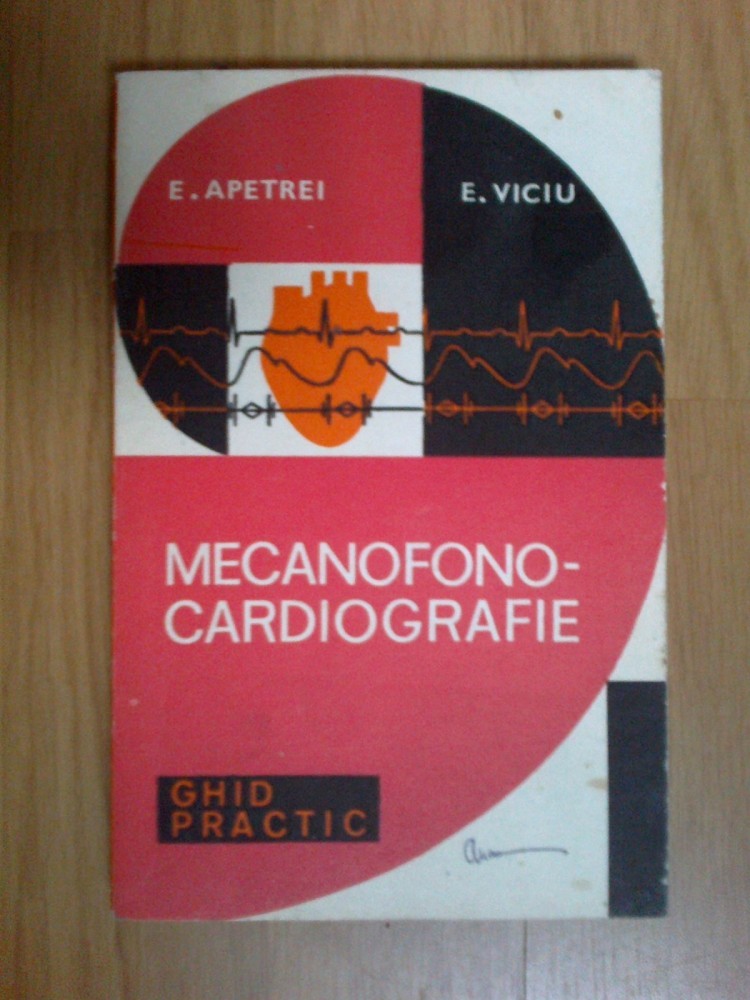 E. APETREI
E. VICIU
MECANOFONO-
CARDIOGRAFIE
GHID
PRACTIC